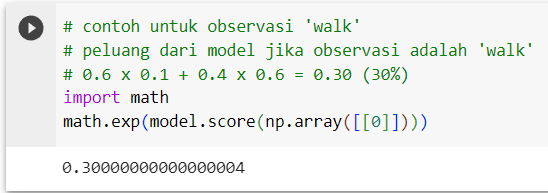 # contoh untuk observasi 'walk'
# peluang dari model jika observasi adalah 'walk'
# 0.6 x 0.1 + 0.4 x 0.6 = 0.30 (30%)
import math
math.exp(model.score(np.array([[0]])))
0.30000000000000004